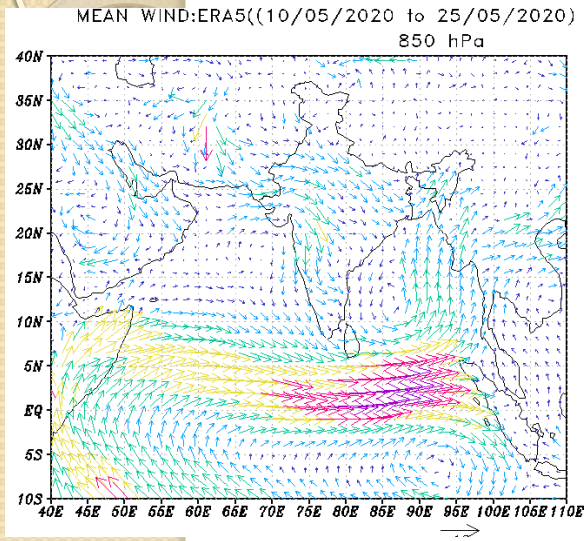 MEAN WIND:ERA5((10/05/2020 to 25/05/2020)
850 hPa
40N
35N
30N
25N
20N
15N
10N
5N
EQ
5S
10S
40E 45E 50E 55E 60E 65E 70E 75E 80E 85E 90E 95E 100E 105E 110E